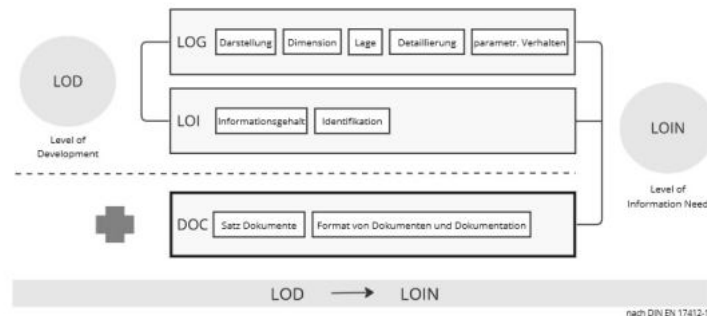 LOG Darstellung Dimension Lage Detaillierung parametr. Verhalten
LOD
LOI Informationsgehalt Identifikation
LOIN
Level of
Development
Level of
Information Need
DOC Satz Dokumente Format von Dokumenten und Dokumentation
LOD → LOIN
nach DIN EN 17412-1